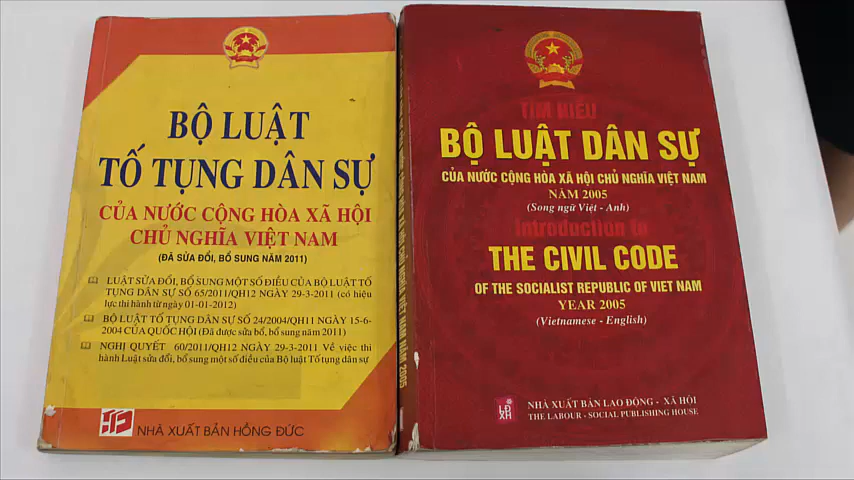 BỘ LUẬT
TỐ TỤNG DÂN SỰ
CỦA NƯỚC CỘNG HÒA XÃ HỘI
CHỦ NGHĨA VIỆT NAM
(ĐÃ SỬA ĐỔI, BỔ SUNG NĂM 2011)
LUẬT SỬA ĐỔI, BỔ SUNG MỘT SỐ ĐIỀU CỦA BỘ LUẬT TỐ
TỤNG DÂN SỰ SỐ 65/2011/QH12 NGÀY 29-3-2011 (có hiệu
lực thi hành từ ngày 01-01-2012)
BỘ LUẬT TỐ TỤNG DÂN SỰ SỐ 24/2004/QH11 NGÀY 15-6-
2004 CỦA QUỐC HỘI (Đã được sửa bổ, bổ sung năm 2011)
NGHỊ QUYẾT 60/2011/QH12 NGÀY 29-3-2011 Về việc thi
hành Luật sửa đổi, bổ sung một số điều của Bộ luật Tố tụng dân sự
NHÀ XUẤT BẢN HỒNG ĐỨC
TÌM HIỂU
BỘ LUẬT DÂN SỰ
CỦA NƯỚC CỘNG HÒA XÃ HỘI CHỦ NGHĨA VIỆT NAM
NĂM 2005
(Song ngữ Việt - Anh)
Introduction to
THE CIVIL CODE
OF THE SOCIALIST REPUBLIC OF VIET NAM
YEAR 2005
(Vietnamese - English)
LĐ
XH
NHÀ XUẤT BẢN LAO ĐỘNG - XÃ HỘI
THE LABOUR - SOCIAL PUBLISHING HOUSE